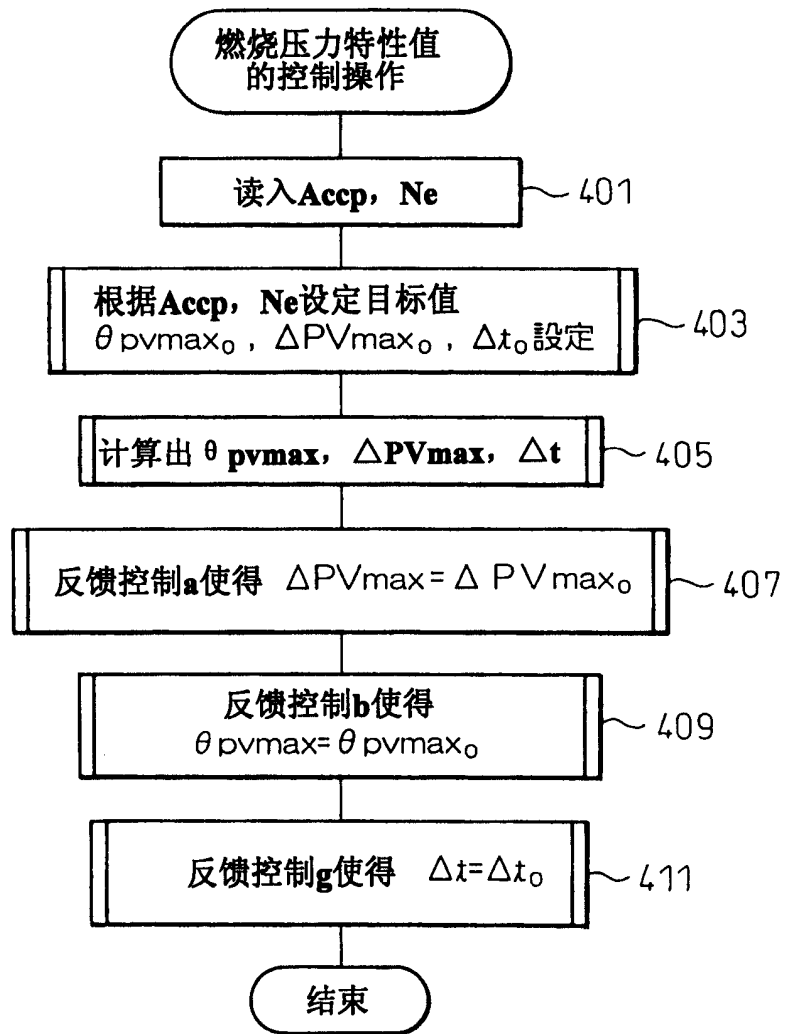 燃烧压力特性值
的控制操作
读入Accp，Ne
401
根据Accp，Ne设定目标值
θpvmax₀，ΔPVmax₀，Δt₀設定
403
计算出θpvmax，△PVmax，△t
405
反馈控制a使得 ΔPVmax=ΔPVmax₀
407
反馈控制b使得
θpvmax=θpvmax₀
409
反馈控制g使得 Δt=Δt₀
411
结束